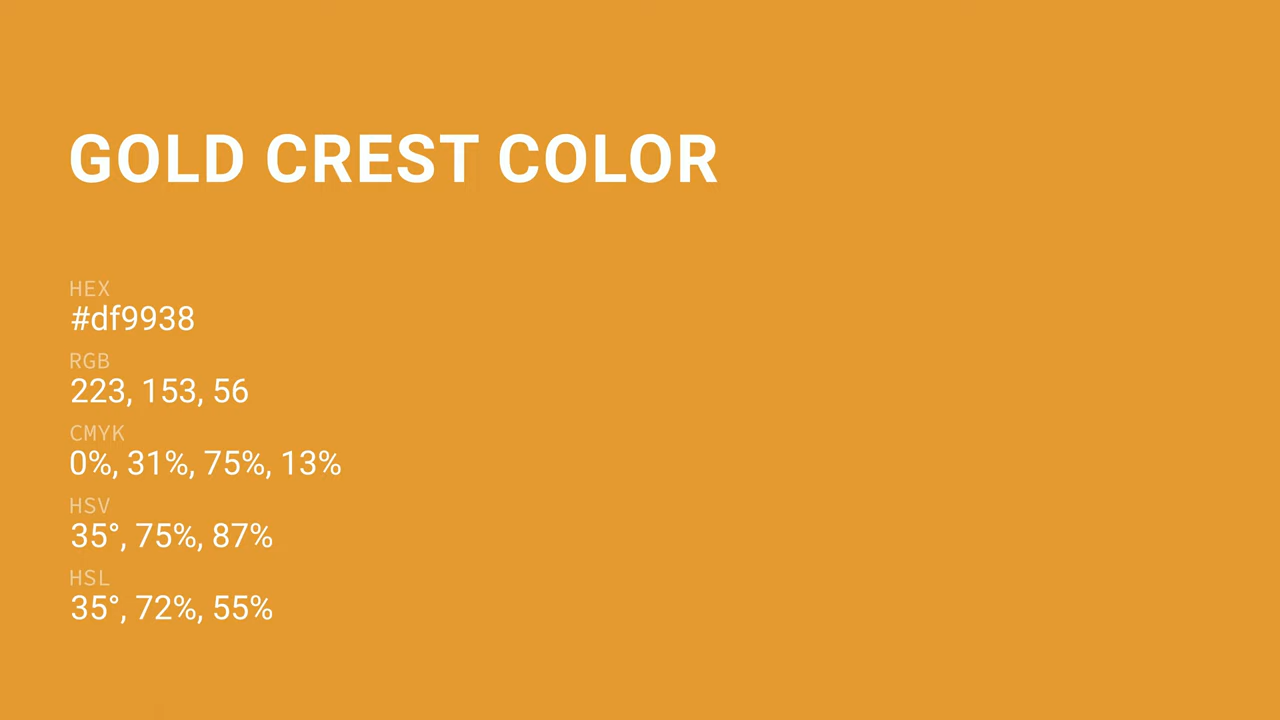 GOLD CREST COLOR
HEX
#df9938
RGB
223, 153, 56
CMYK
0%, 31%, 75%, 13%
HSV
35°, 75%, 87%
HSL
35°, 72%, 55%